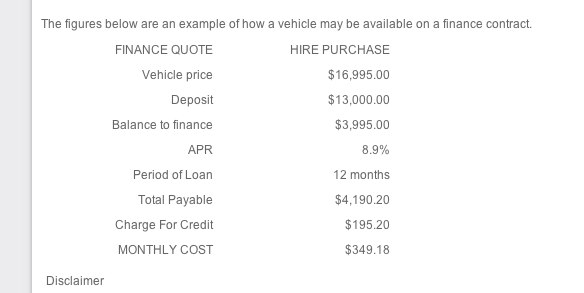 The figures below are an example of how a vehicle may be available on a finance contract.
FINANCE QUOTE HIRE PURCHASE
Vehicle price $16,995.00
Deposit $13,000.00
Balance to finance $3,995.00
APR 8.9%
Period of Loan 12 months
Total Payable $4,190.20
Charge For Credit $195.20
MONTHLY COST $349.18
Disclaimer